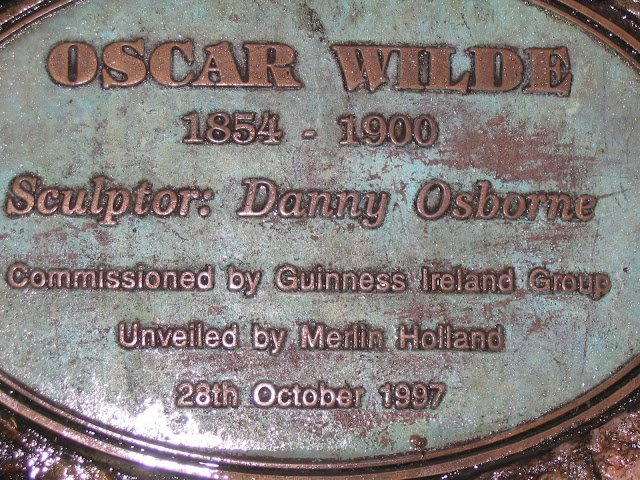 OSCAR WILDE
1854 - 1900
Sculptor: Danny Osborne
Commissioned by Guinness Ireland Group
Unveiled by Merlin Holland
28th October 1997